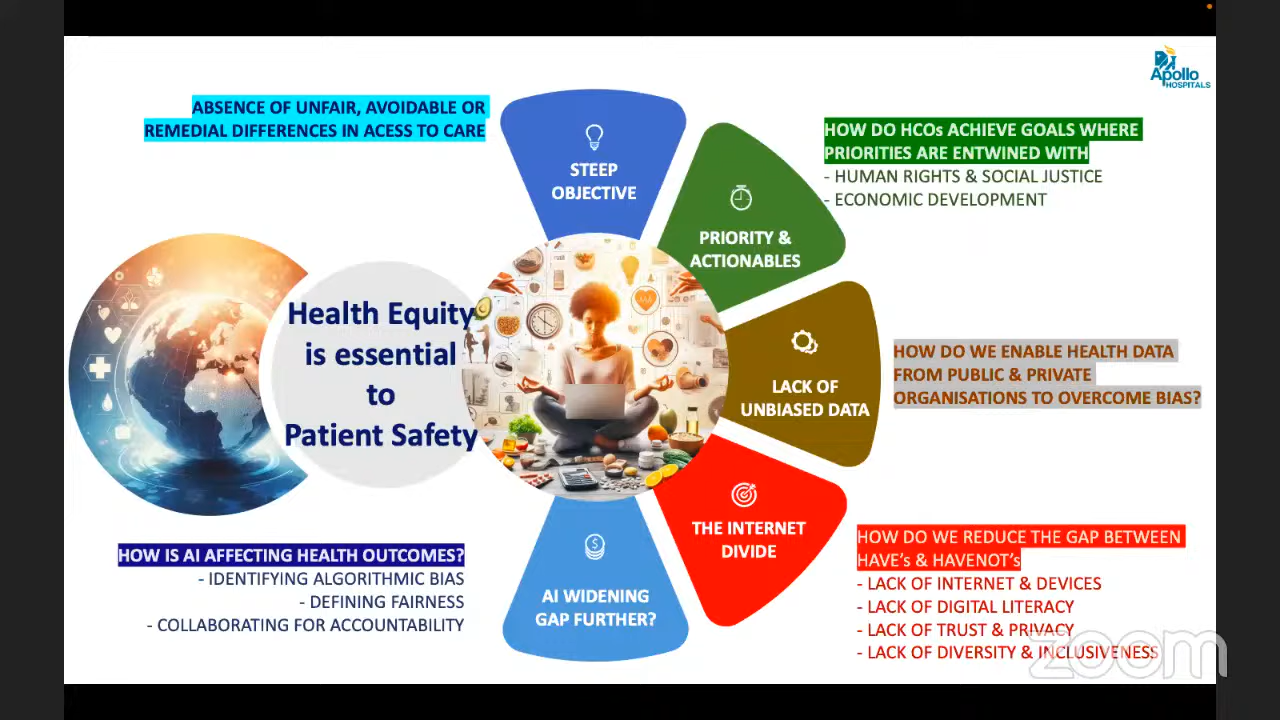 Apollo
HOSPITALS
ABSENCE OF UNFAIR, AVOIDABLE OR
REMEDIAL DIFFERENCES IN ACESS TO CARE
STEEP
OBJECTIVE
HOW DO HCOs ACHIEVE GOALS WHERE
PRIORITIES ARE ENTWINED WITH
- HUMAN RIGHTS & SOCIAL JUSTICE
- ECONOMIC DEVELOPMENT
PRIORITY &
ACTIONABLES
Health Equity
is essential
to
Patient Safety
LACK OF
UNBIASED DATA
HOW DO WE ENABLE HEALTH DATA
FROM PUBLIC & PRIVATE
ORGANISATIONS TO OVERCOME BIAS?
THE INTERNET
DIVIDE
HOW DO WE REDUCE THE GAP BETWEEN
HAVE's & HAVENOT's
- LACK OF INTERNET & DEVICES
- LACK OF DIGITAL LITERACY
- LACK OF TRUST & PRIVACY
- LACK OF DIVERSITY & INCLUSIVENESS
AI WIDENING
GAP FURTHER?
HOW IS AI AFFECTING HEALTH OUTCOMES?
- IDENTIFYING ALGORITHMIC BIAS
- DEFINING FAIRNESS
- COLLABORATING FOR ACCOUNTABILITY
zoom